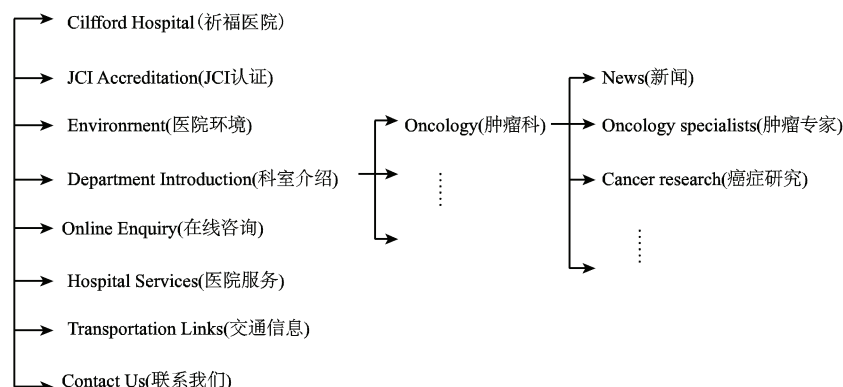 Cilfford Hospital(祈福医院)
JCI Accreditation(JCI认证)
Environrnent(医院环境)
Department Introduction(科室介绍)
Online Enquiry(在线咨询)
Hospital Services(医院服务)
Transportation Links(交通信息)
Contact Us(联系我们)
Oncology(肿瘤科)
News(新闻)
Oncology specialists(肿瘤专家)
Cancer research(癌症研究)